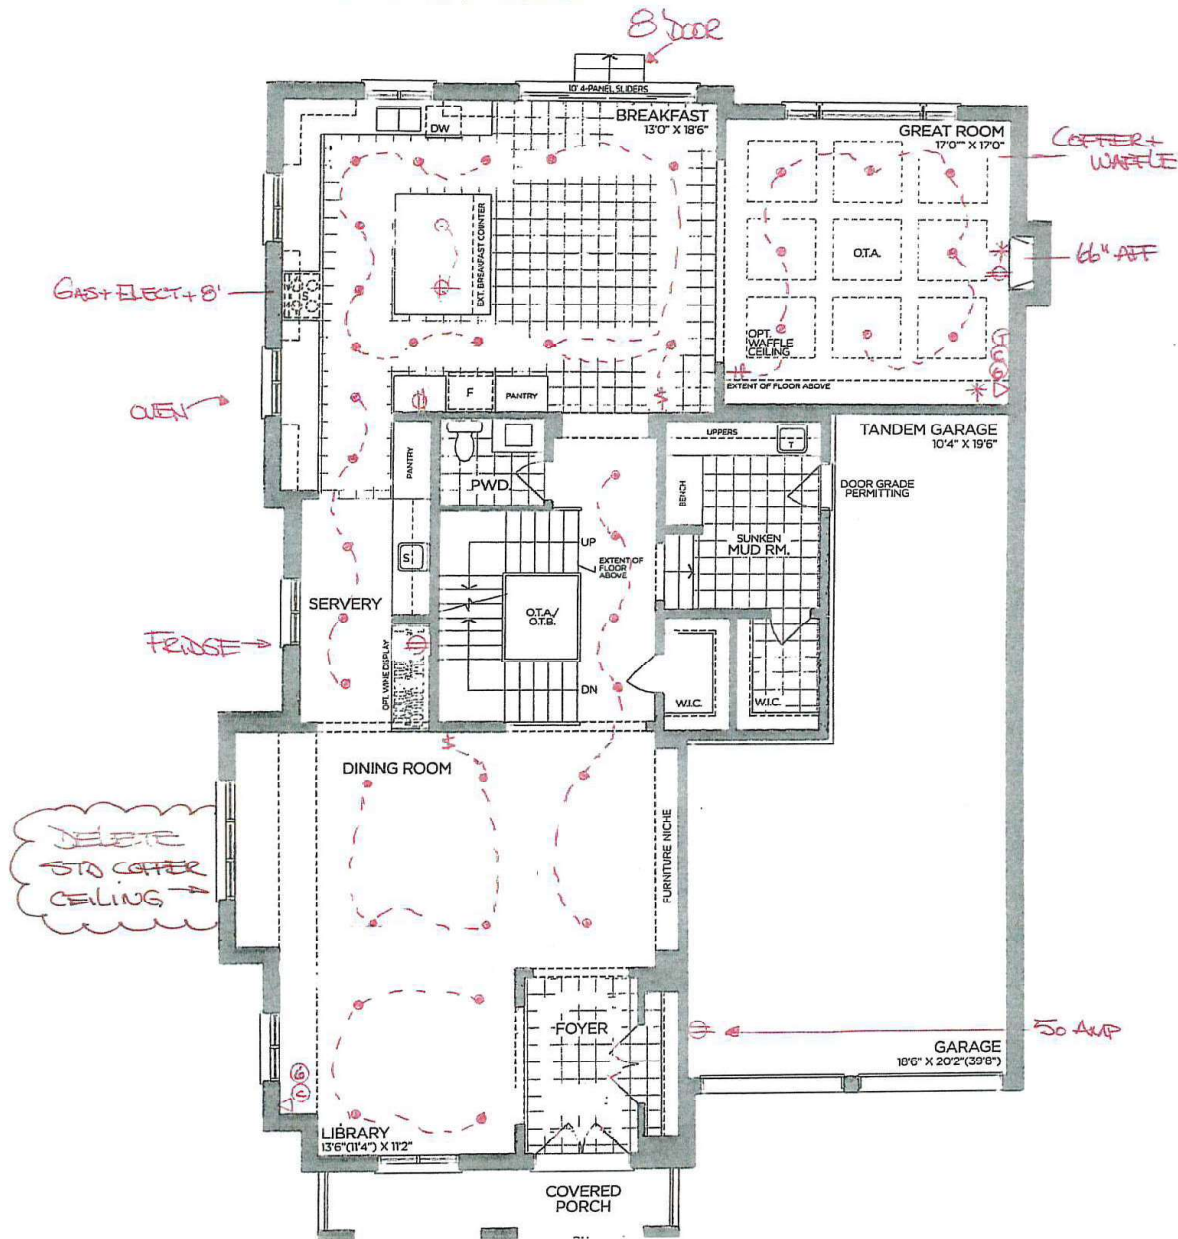 8' DOOR
10' 4-PANEL SLIDERS
BREAKFAST
13'0" X 18'6"
DW
GREAT ROOM
17'0" X 17'0"
COFFER +
WAFFLE
EXT. BREAKFAST COUNTER
O.T.A.
66" AFF
GAS + ELECT + 8'
S
OPT.
WAFFLE
CEILING
T
C
6
EXTENT OF FLOOR ABOVE
OVEN
F
PANTRY
PANTRY
UPPERS
T
TANDEM GARAGE
10'4" X 19'6"
PWD.
BENCH
DOOR GRADE
PERMITTING
UP
EXTENT OF
FLOOR
ABOVE
SUNKEN
MUD RM.
S
SERVERY
O.T.A./
O.T.B.
FRIDGE
OPT. WINE DISPLAY
DN
W.I.C.
W.I.C.
DINING ROOM
FURNITURE NICHE
DELETE
STD COFFER
CEILING
FOYER
50 AMP
GARAGE
18'6" X 20'2"(39'8")
6
C
LIBRARY
13'6"(11'4") X 11'2"
COVERED
PORCH